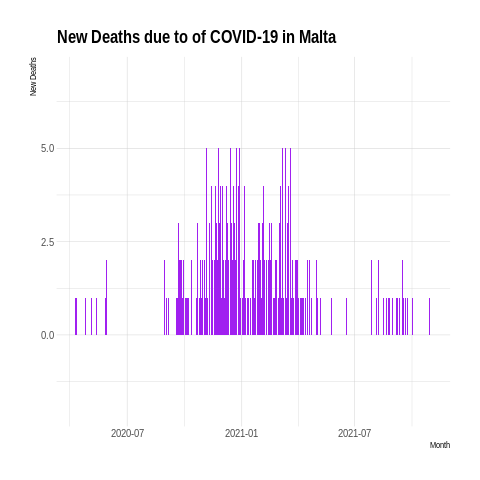 New Deaths due to of COVID-19 in Malta
New Deaths
5.0
2.5
0.0
2020-07 2021-01 2021-07
Month